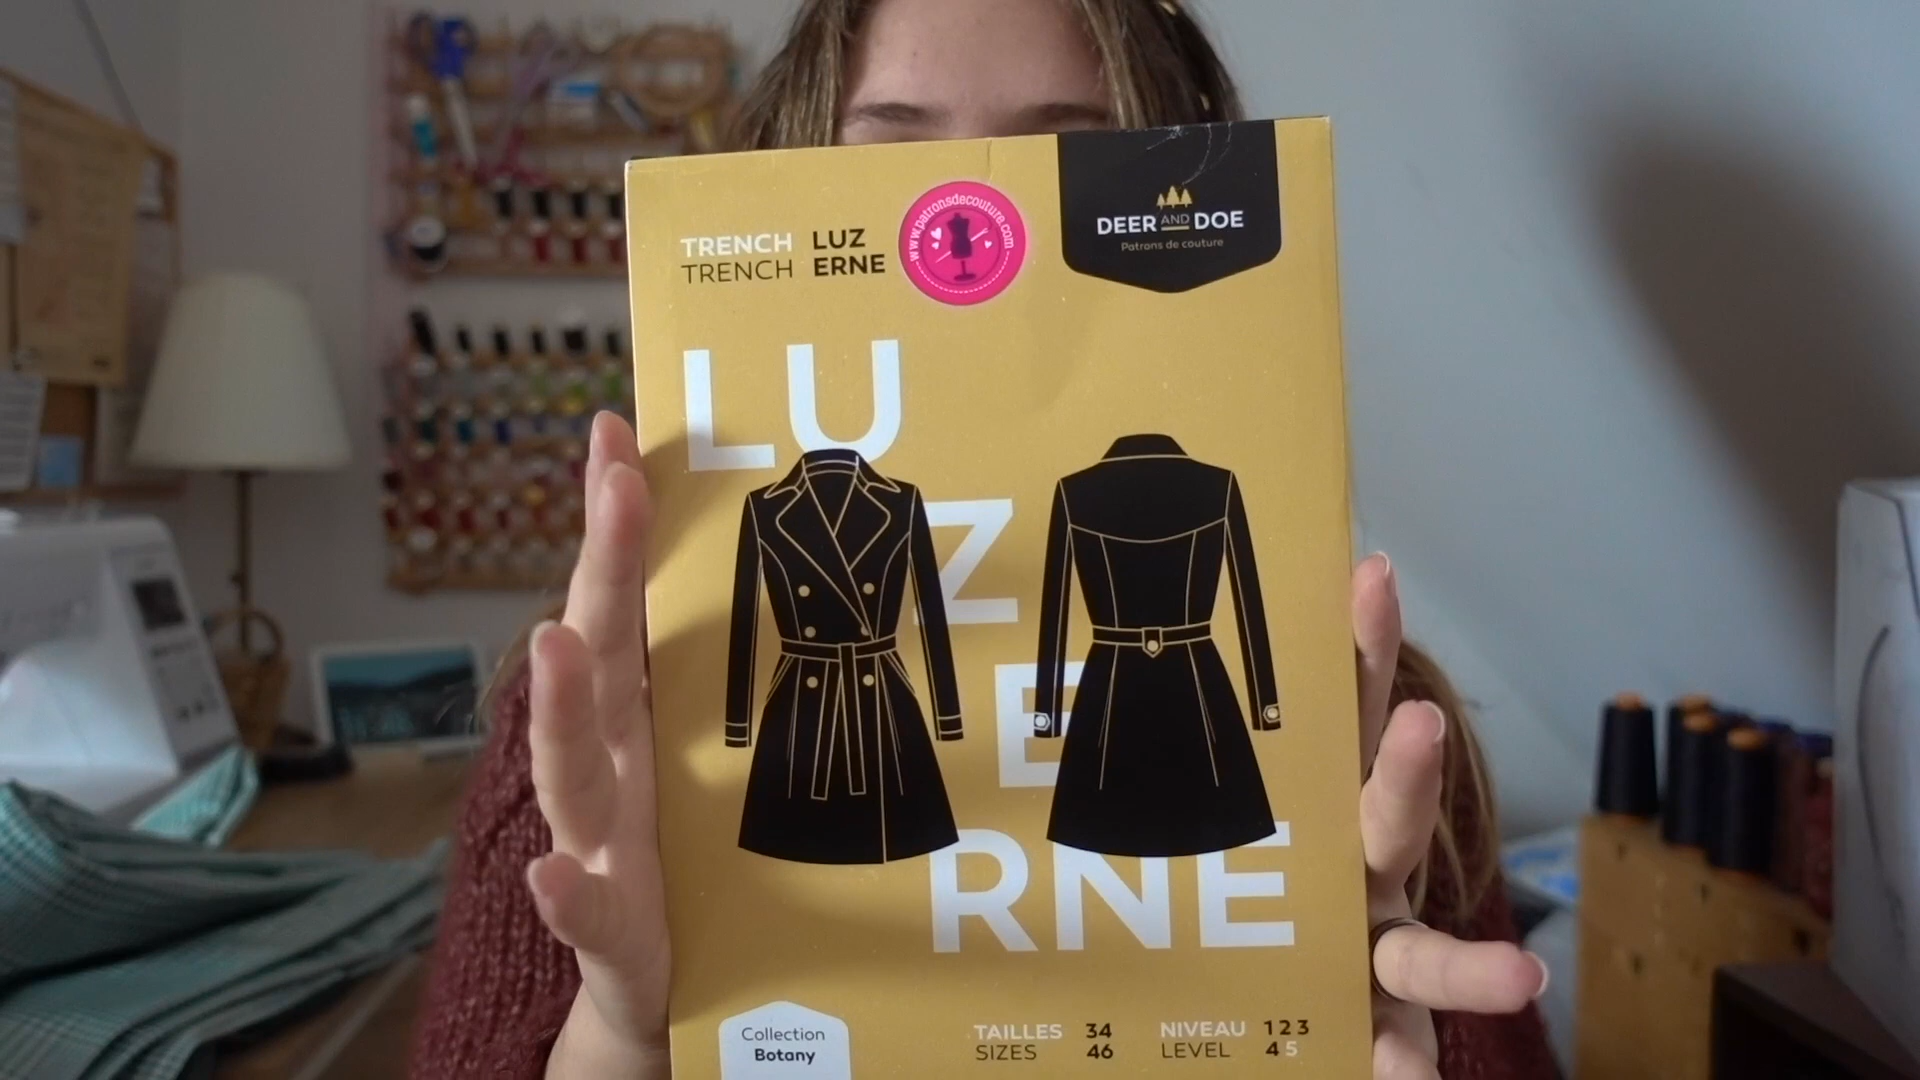 TRENCH LUZ
TRENCH ERNE
www.patronsdecouture.com
DEER AND DOE
Patrons de couture
LU
Z
E
RNE
Collection
Botany
TAILLES 34
SIZES 46
NIVEAU 1 2 3
LEVEL 4 5